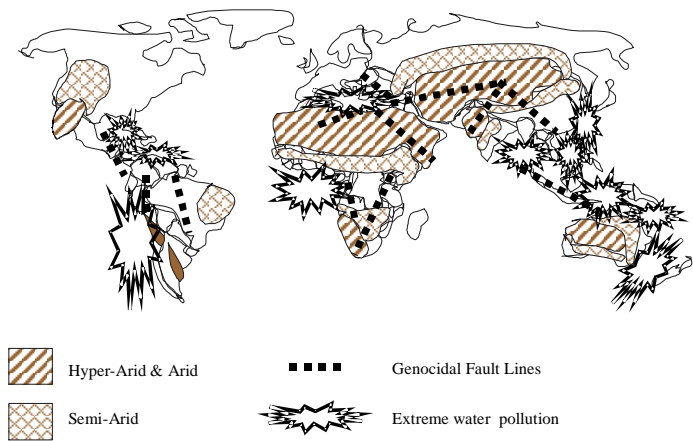 Hyper-Arid & Arid
Genocidal Fault Lines
Semi-Arid
Extreme water pollution